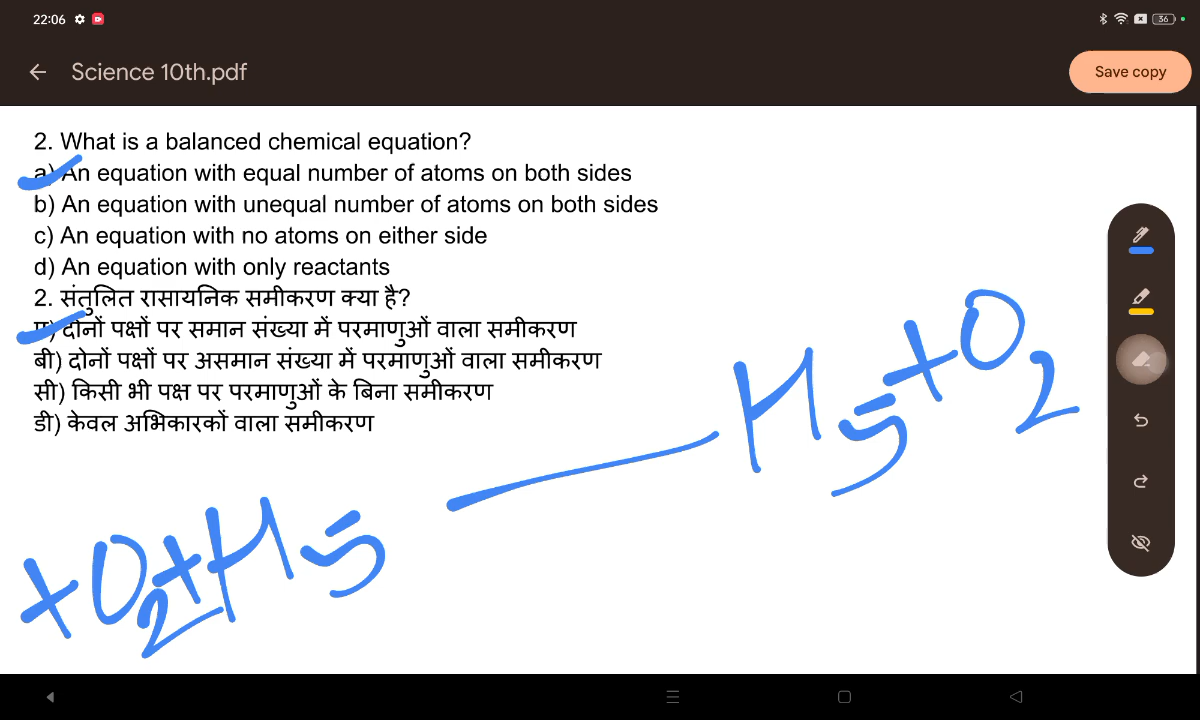 22:06
36
Science 10th.pdf
Save copy
2. What is a balanced chemical equation?
a) An equation with equal number of atoms on both sides
b) An equation with unequal number of atoms on both sides
c) An equation with no atoms on either side
d) An equation with only reactants
2. संतुलित रासायनिक समीकरण क्या है?
ए) दोनों पक्षों पर समान संख्या में परमाणुओं वाला समीकरण
बी) दोनों पक्षों पर असमान संख्या में परमाणुओं वाला समीकरण
सी) किसी भी पक्ष पर परमाणुओं के बिना समीकरण
डी) केवल अभिकारकों वाला समीकरण
H5+O2
+O2+H5